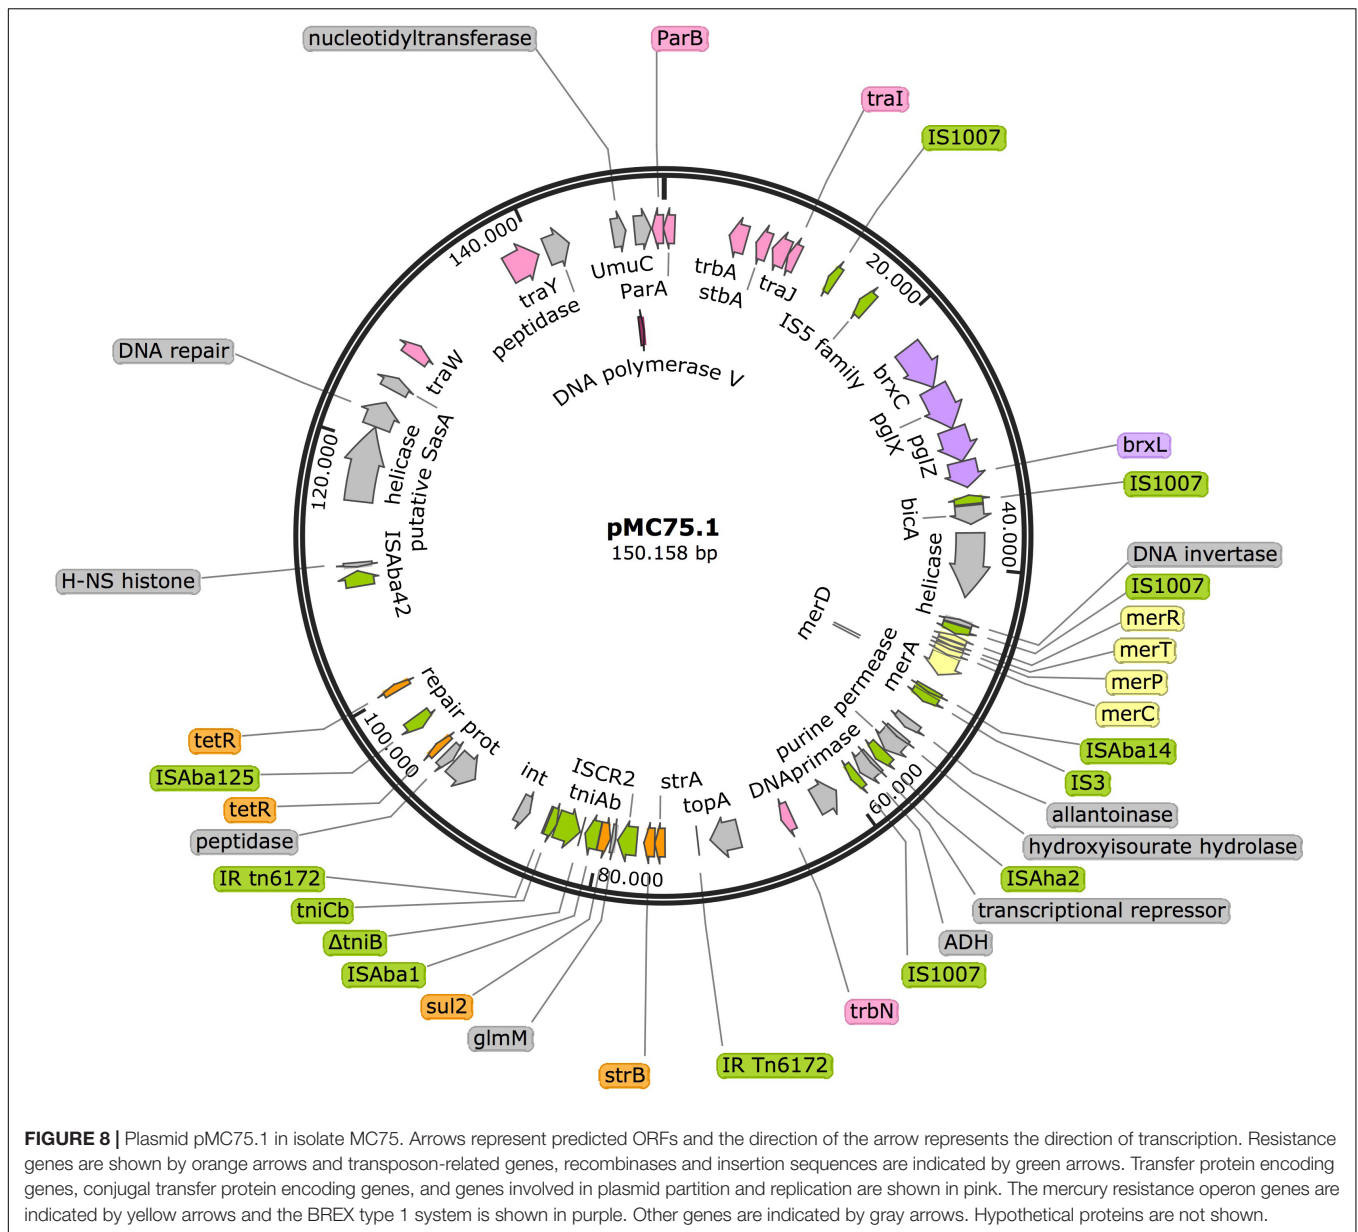 nucleotidyltransferase
ParB
traI
IS1007
140.000
20.000
traY
peptidase
UmuC
ParA
trbA
stbA
traJ
IS5 family
DNA polymerase V
DNA repair
traW
putative SasA
helicase
120.000
brxC
pglX
pglZ
brxL
IS1007
bicA
40.000
helicase
pMC75.1
150.158 bp
H-NS histone
ISAba42
DNA invertase
IS1007
merR
merT
merP
merC
merD
merA
ISAba14
IS3
purine permease
allantoinase
hydroxyisourate hydrolase
DNAprimase
60.000
ISAha2
transcriptional repressor
ADH
IS1007
trbN
tetR
ISAba125
tetR
peptidase
repair prot
100.000
int
ISCR2
tniAb
strA
topA
80.000
IR tn6172
tniCb
ΔtniB
ISAba1
sul2
glmM
strB
IR Tn6172
FIGURE 8 | Plasmid pMC75.1 in isolate MC75. Arrows represent predicted ORFs and the direction of the arrow represents the direction of transcription. Resistance
genes are shown by orange arrows and transposon-related genes, recombinases and insertion sequences are indicated by green arrows. Transfer protein encoding
genes, conjugal transfer protein encoding genes, and genes involved in plasmid partition and replication are shown in pink. The mercury resistance operon genes are
indicated by yellow arrows and the BREX type 1 system is shown in purple. Other genes are indicated by gray arrows. Hypothetical proteins are not shown.